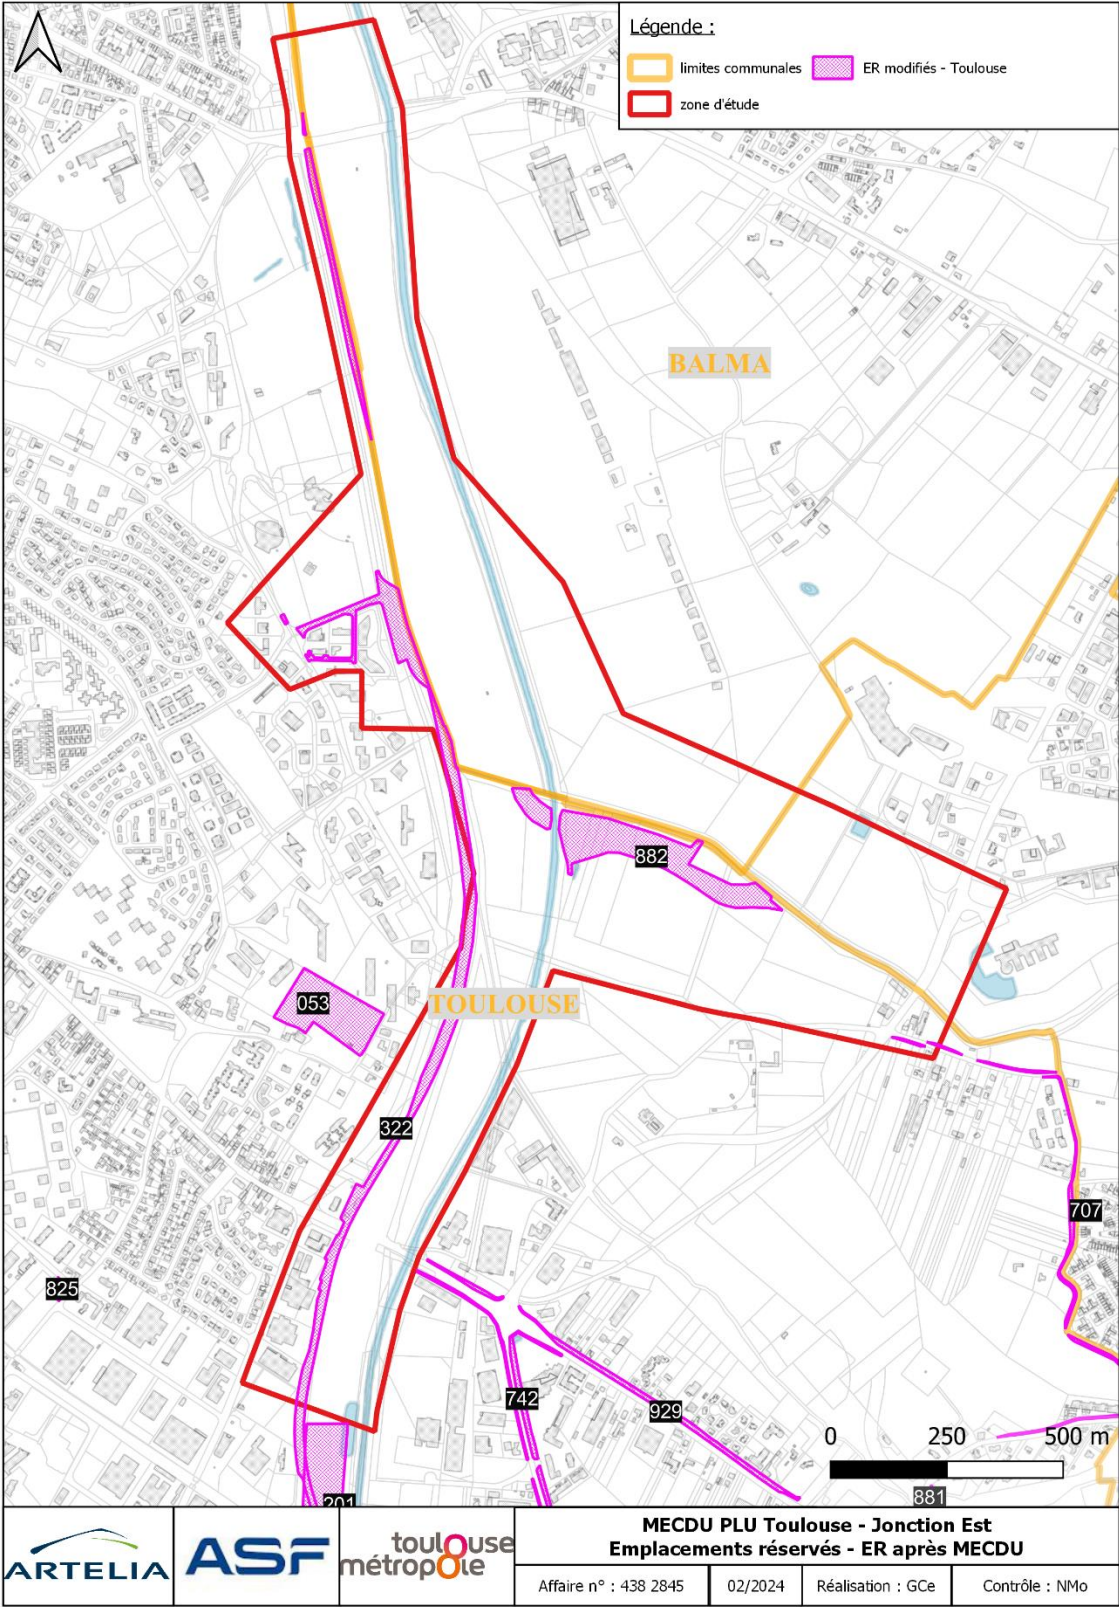 Légende :
limites communales ER modifiés - Toulouse
zone d'étude
BALMA
882
053
TOULOUSE
322
707
825
742
929
0 250 500 m
881
201
ARTELIA
ASF
toulouse
métropole
MECDU PLU Toulouse - Jonction Est
Emplacements réservés - ER après MECDU
Affaire n° : 438 2845 02/2024 Réalisation : GCe Contrôle : NMo